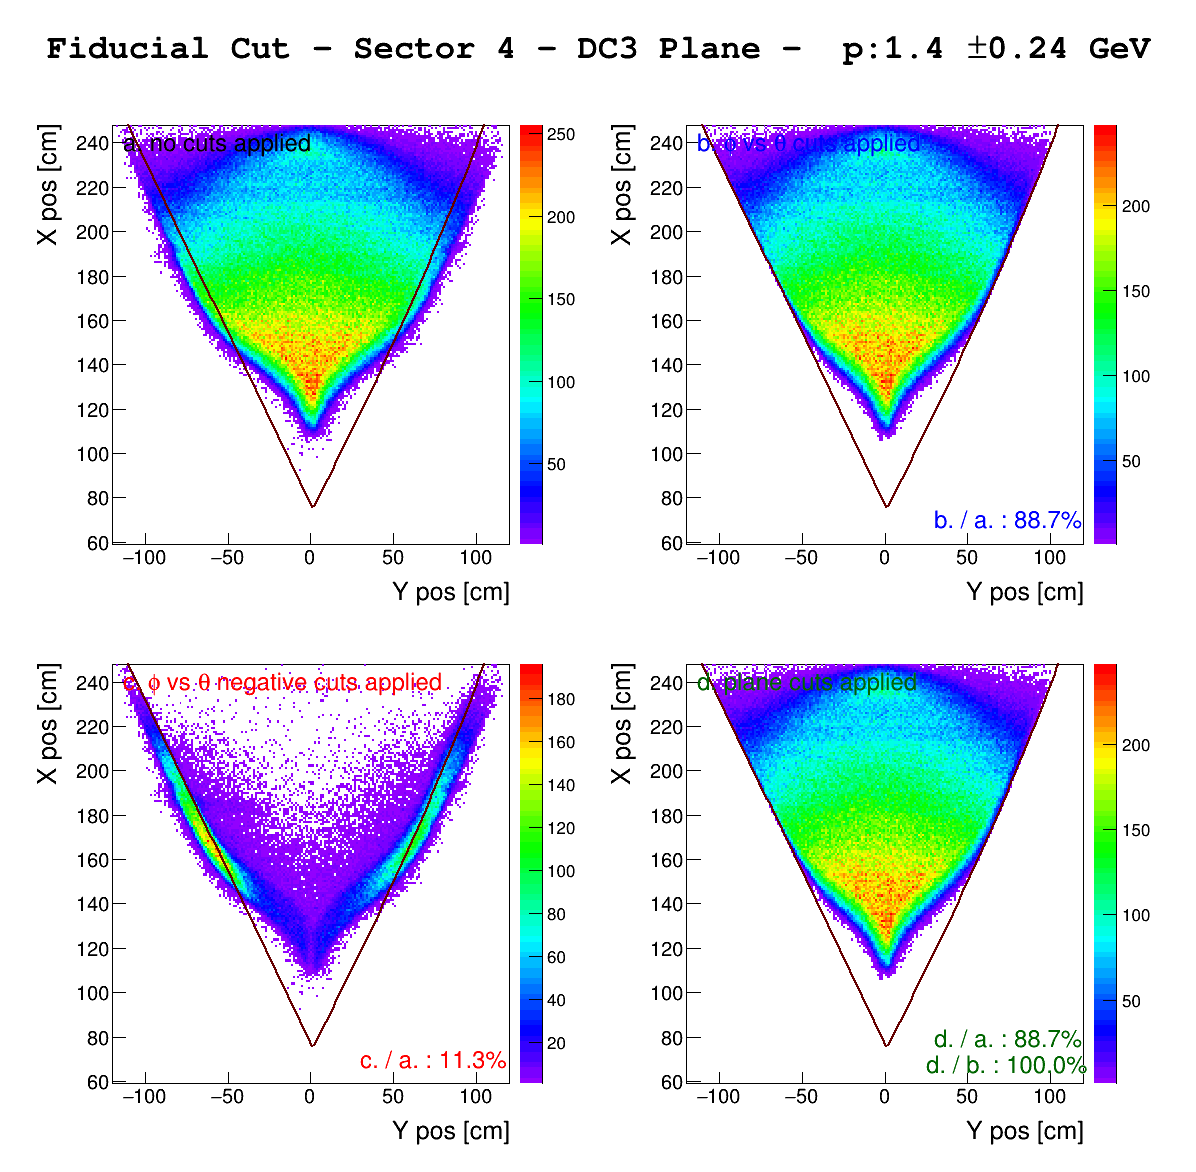 Fiducial Cut – Sector 4 – DC3 Plane – p:1.4 ±0.24 GeV
a. no cuts applied
X pos [cm]
240
220
200
180
160
140
120
100
80
60
−100 −50 0 50 100
Y pos [cm]
250
200
150
100
50
b. ϕ vs θ cuts applied
X pos [cm]
240
220
200
180
160
140
120
100
80
60
b. / a. : 88.7%
−100 −50 0 50 100
Y pos [cm]
200
150
100
50
c. ϕ vs θ negative cuts applied
X pos [cm]
240
220
200
180
160
140
120
100
80
60
c. / a. : 11.3%
−100 −50 0 50 100
Y pos [cm]
180
160
140
120
100
80
60
40
20
d. plane cuts applied
X pos [cm]
240
220
200
180
160
140
120
100
80
60
d. / a. : 88.7%
d. / b. : 100.0%
−100 −50 0 50 100
Y pos [cm]
200
150
100
50